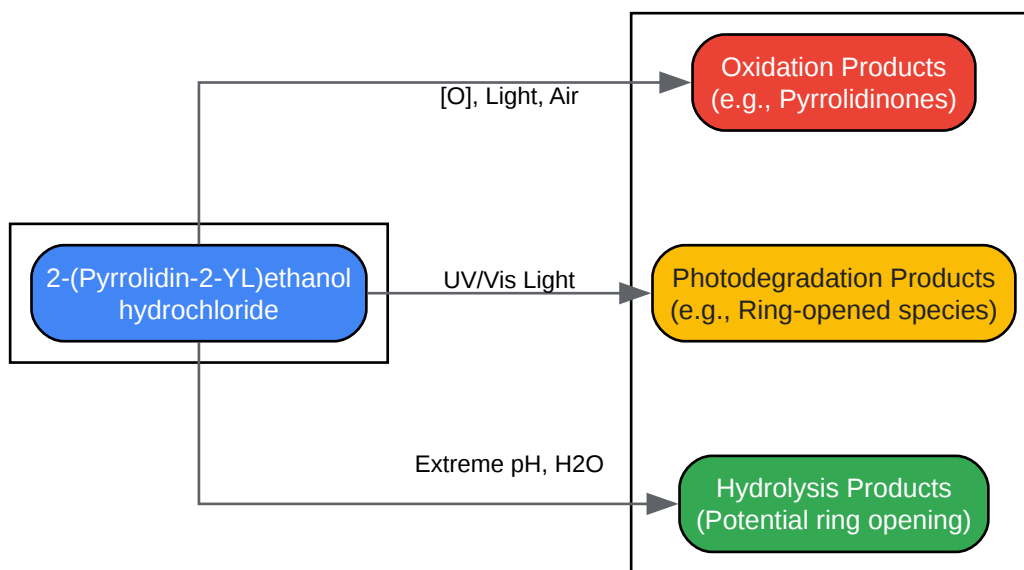 Oxidation Products
(e.g., Pyrrolidinones)
[O], Light, Air
2-(Pyrrolidin-2-YL)ethanol
hydrochloride
UV/Vis Light
Photodegradation Products
(e.g., Ring-opened species)
Extreme pH, H2O
Hydrolysis Products
(Potential ring opening)